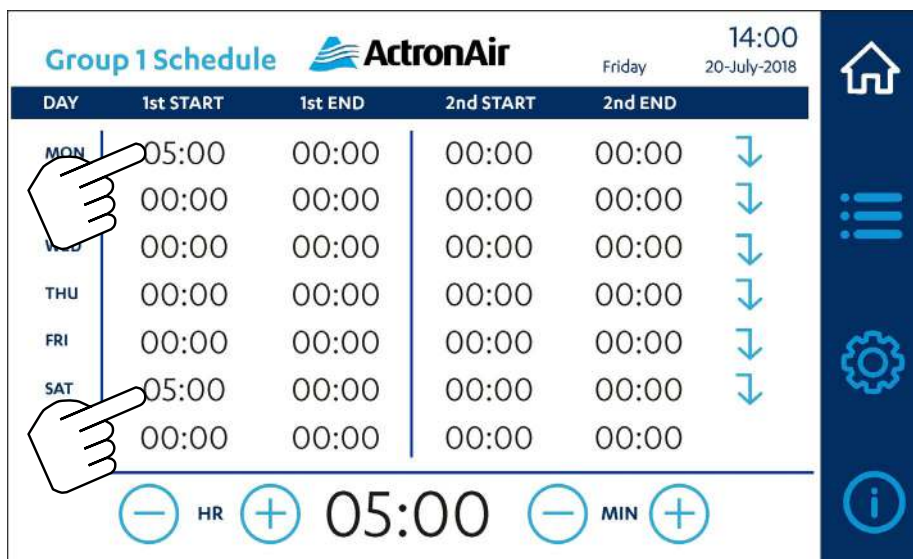 Group 1 Schedule ActronAir Friday 14:00 20-July-2018
DAY 1st START 1st END 2nd START 2nd END
MON 05:00 00:00 00:00 00:00
00:00 00:00 00:00 00:00
WED 00:00 00:00 00:00 00:00
THU 00:00 00:00 00:00 00:00
FRI 00:00 00:00 00:00 00:00
SAT 05:00 00:00 00:00 00:00
00:00 00:00 00:00 00:00
HR 05:00 MIN